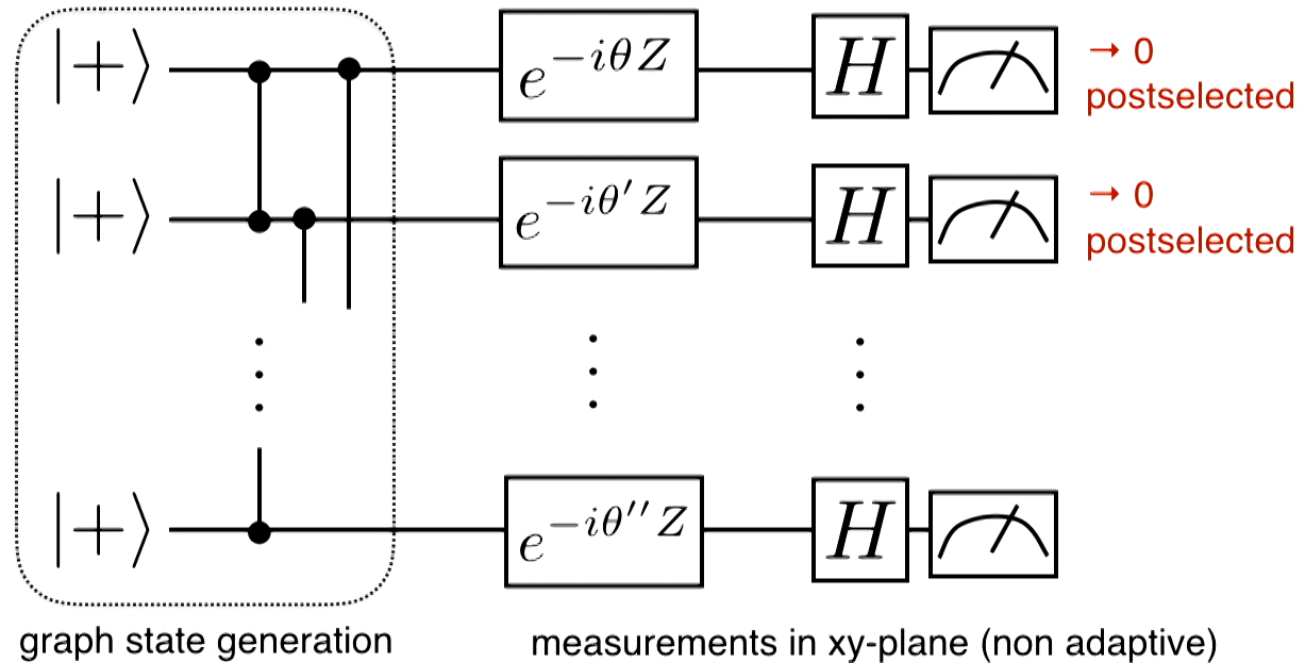 |+⟩ e^{-iθZ} H → 0
postselected
|+⟩ e^{-iθ′Z} H → 0
postselected
|+⟩ e^{-iθ″Z} H
graph state generation measurements in xy-plane (non adaptive)